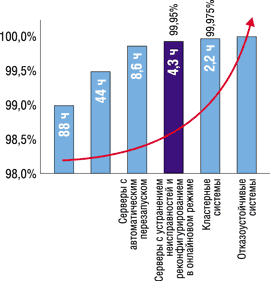 99,95%
99,975%
100,0%
99,5%
99,0%
98,5%
98,0%
88 ч
44 ч
8,6 ч
4,3 ч
2,2 ч
Серверы с
автоматическим
перезапуском
Серверы с устранением
неисправностей и
реконфигурированием
в онлайновом режиме
Кластерные
системы
Отказоустойчивые
системы